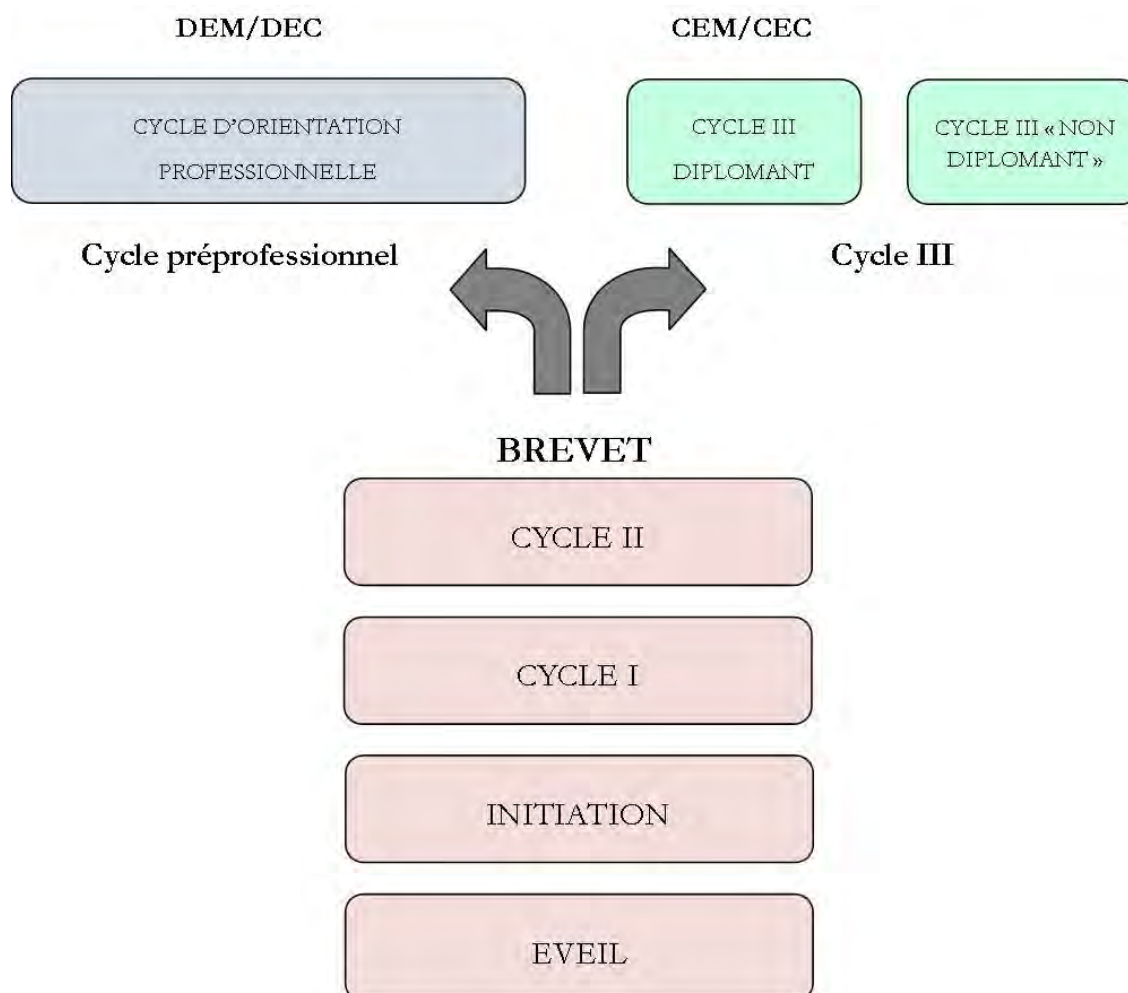 DEM/DEC
CEM/CEC
CYCLE D'ORIENTATION
PROFESSIONNELLE
CYCLE III
DIPLOMANT
CYCLE III « NON
DIPLOMANT »
Cycle préprofessionnel
Cycle III
BREVET
CYCLE II
CYCLE I
INITIATION
EVEIL